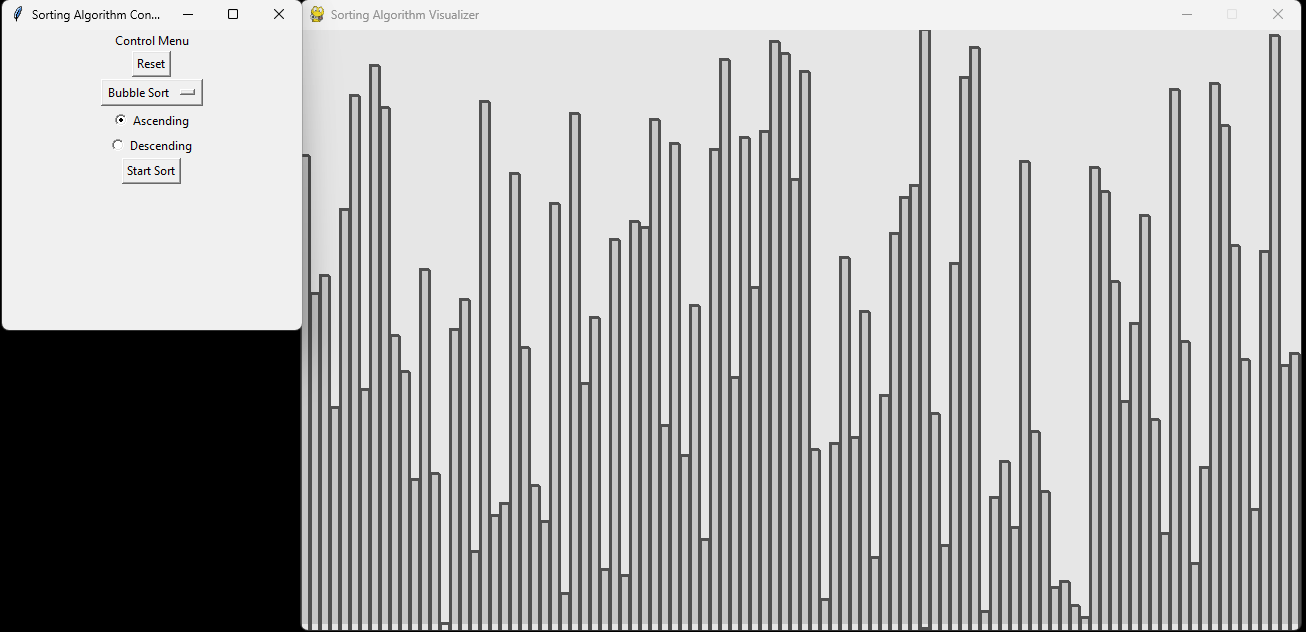 Sorting Algorithm Con...
Sorting Algorithm Visualizer
Control Menu
Reset
Bubble Sort
Ascending
Descending
Start Sort